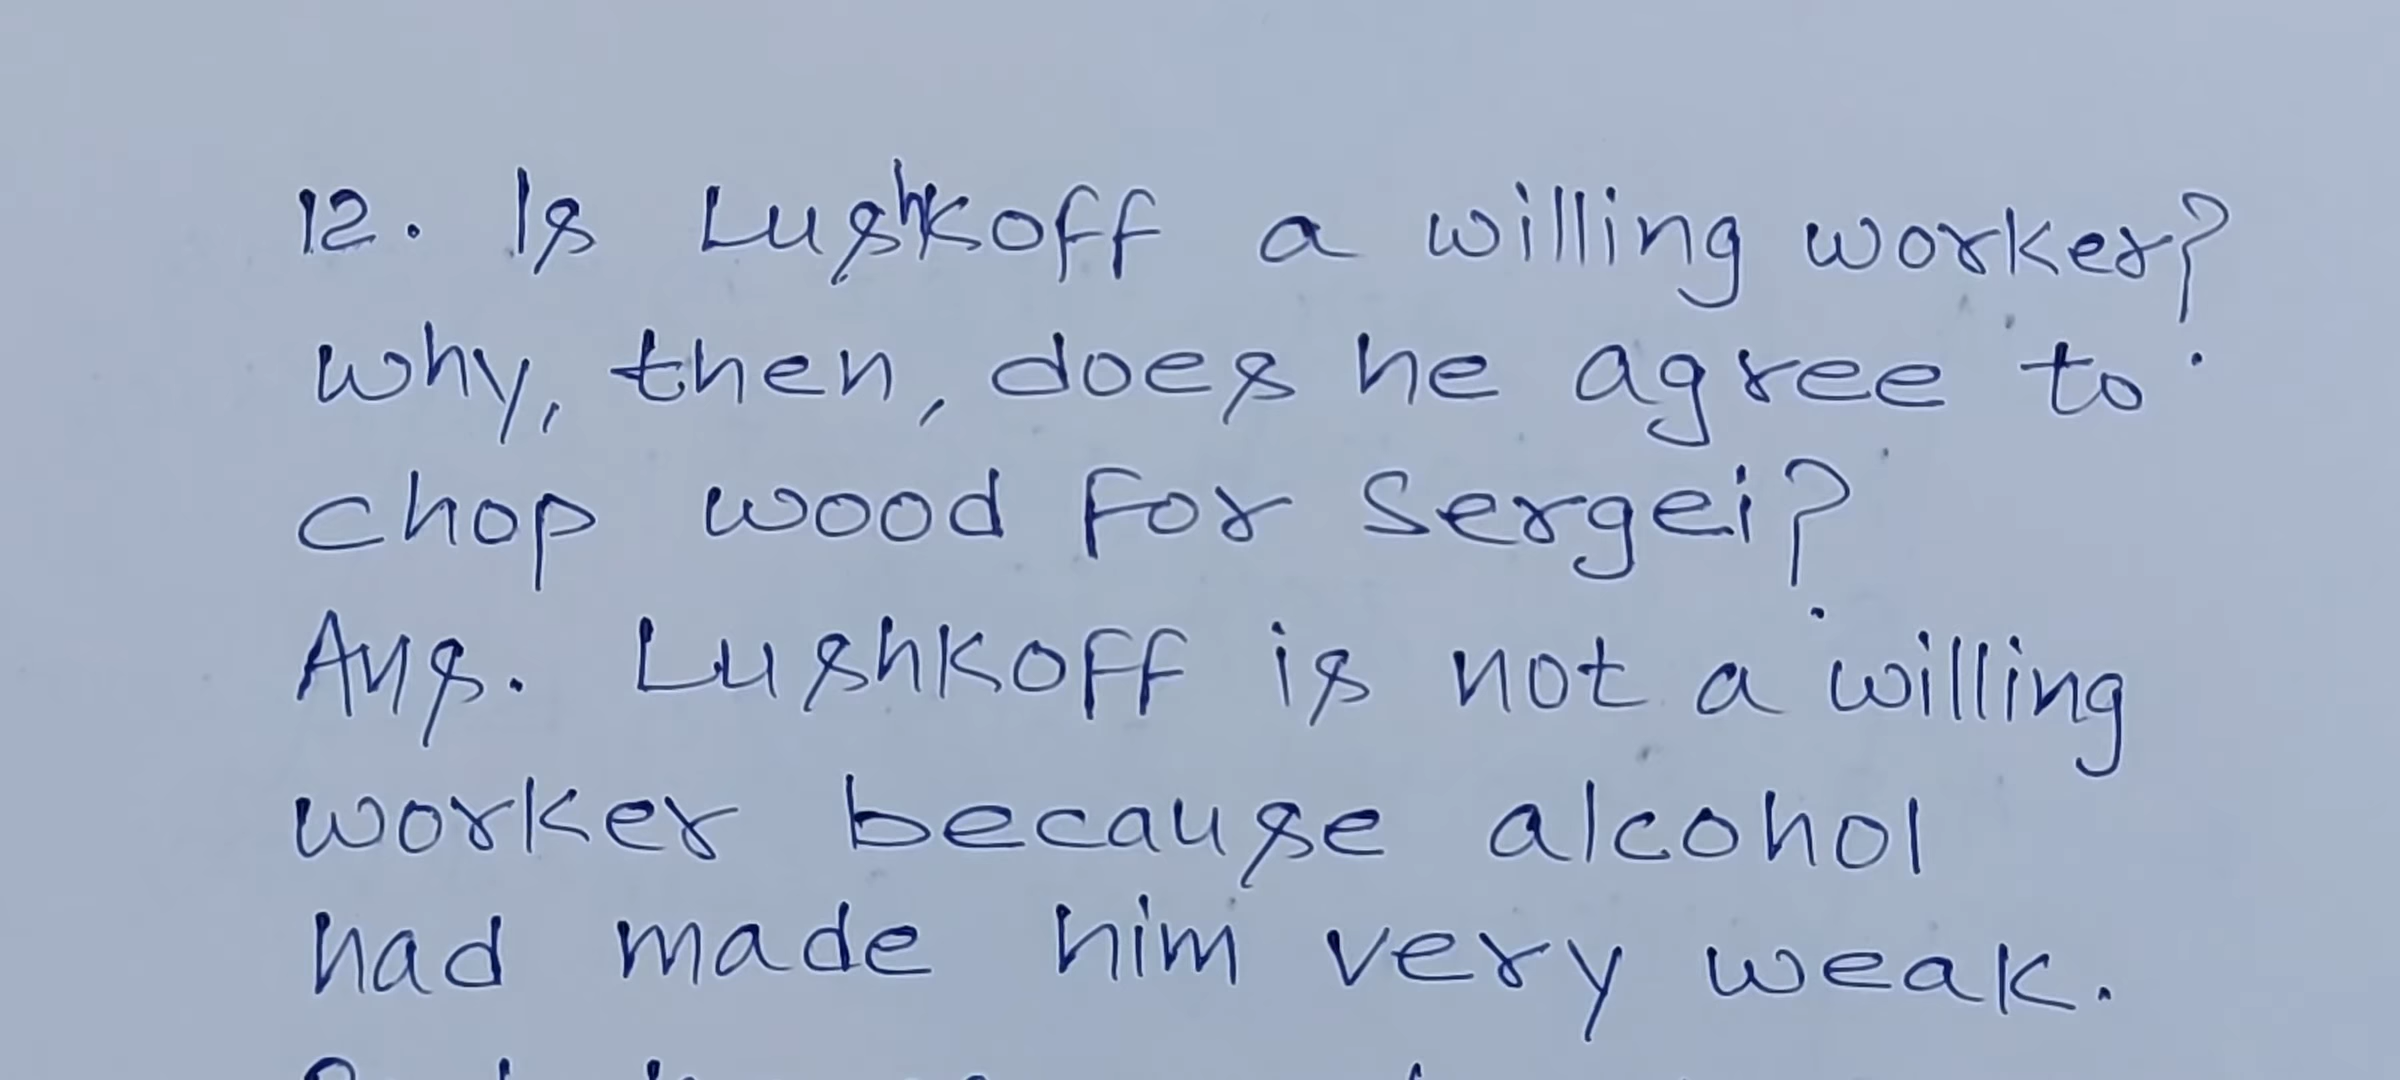 12. Is Lushkoff a willing worker?
why, then, does he agree to
chop wood for Sergei?
Ans. Lushkoff is not a willing
worker because alcohol
had made him very weak.